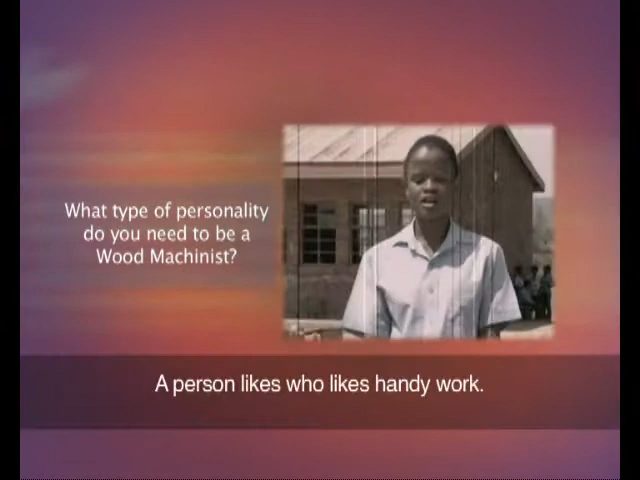 What type of personality
do you need to be a
Wood Machinist?
A person likes who likes handy work.